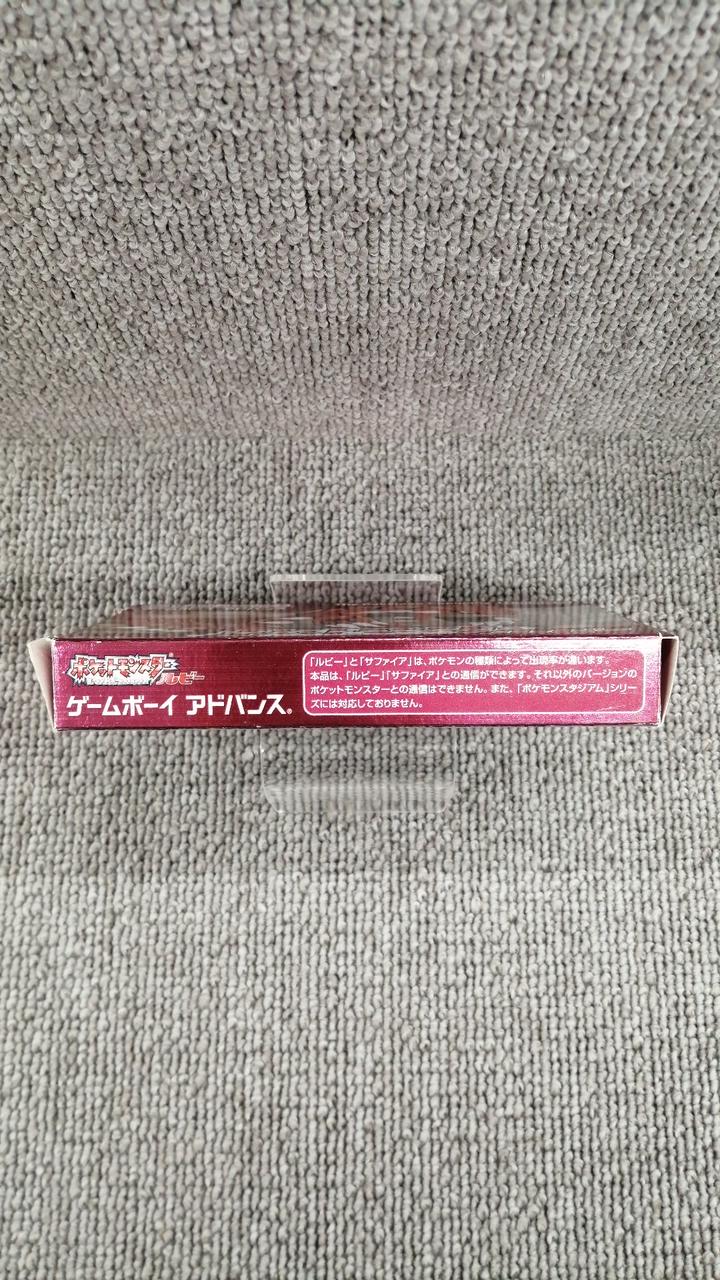 ポケットモンスター®
ルビー
ゲームボーイ アドバンス®
「ルビー」と「サファイア」は、ポケモンの種類によって出現率が違います。
本品は、「ルビー」「サファイア」との通信ができます。それ以外のバージョンの
ポケットモンスターとの通信はできません。また、「ポケモンスタジアム」シリー
ズには対応しておりません。